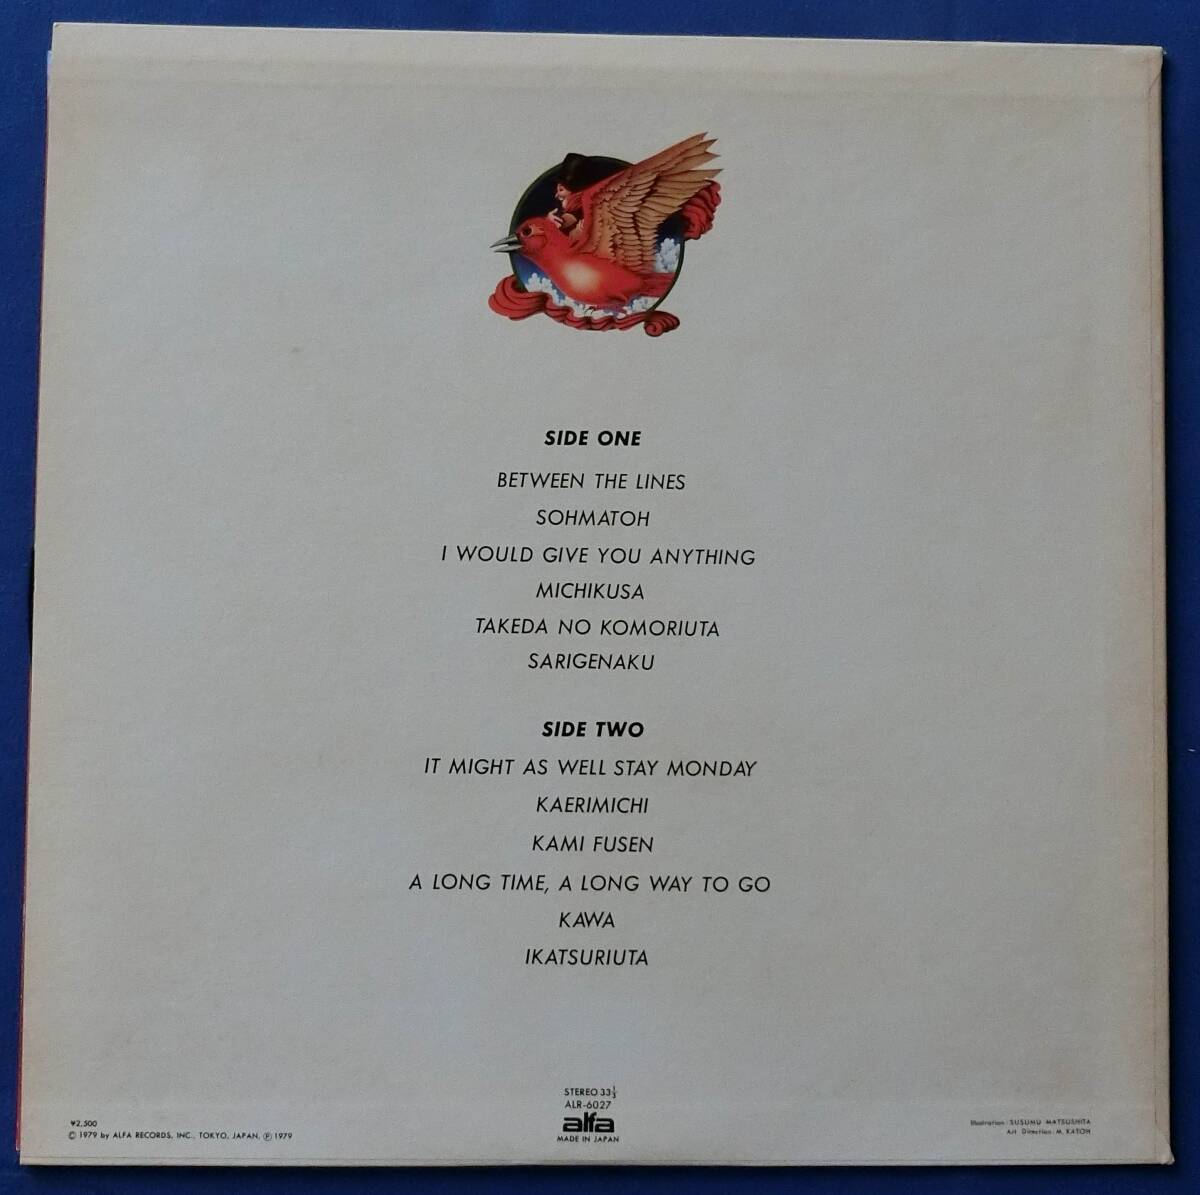 SIDE ONE
BETWEEN THE LINES
SOHMATOH
I WOULD GIVE YOU ANYTHING
MICHIKUSA
TAKEDA NO KOMORIUTA
SARIGENAKU
SIDE TWO
IT MIGHT AS WELL STAY MONDAY
KAERIMICHI
KAMI FUSEN
A LONG TIME, A LONG WAY TO GO
KAWA
IKATSURIUTA
STEREO 33⅓
ALR-6027
alfa
MADE IN JAPAN
¥2,500
© 1979 by ALFA RECORDS, INC., TOKYO, JAPAN, ℗ 1979
Illustration: SUSUMU MATSUSHITA
Art Direction: M. KATOH